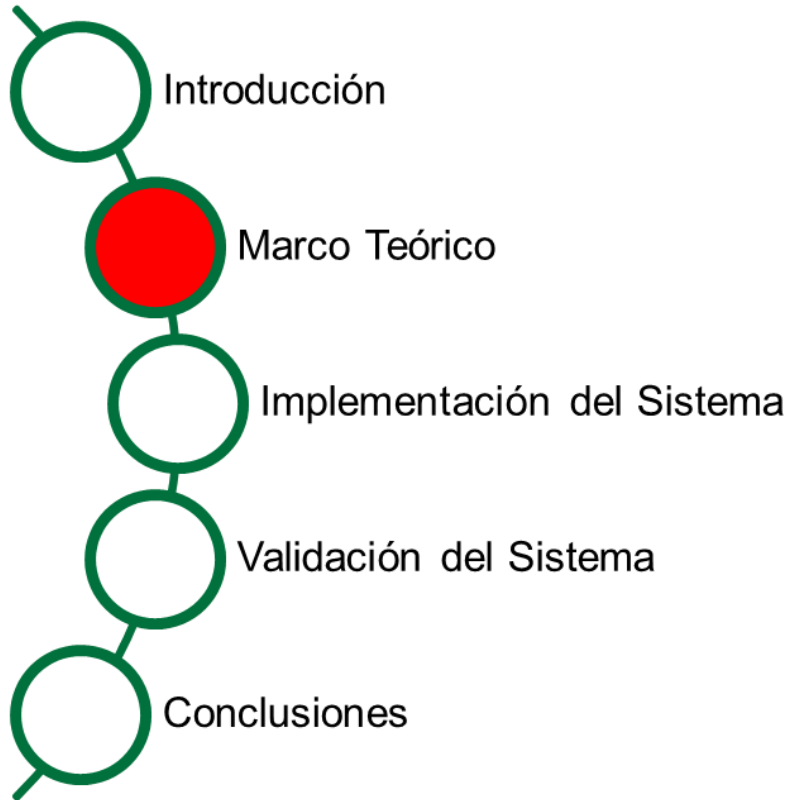 Introducción
Marco Teórico
Implementación del Sistema
Validación del Sistema
Conclusiones